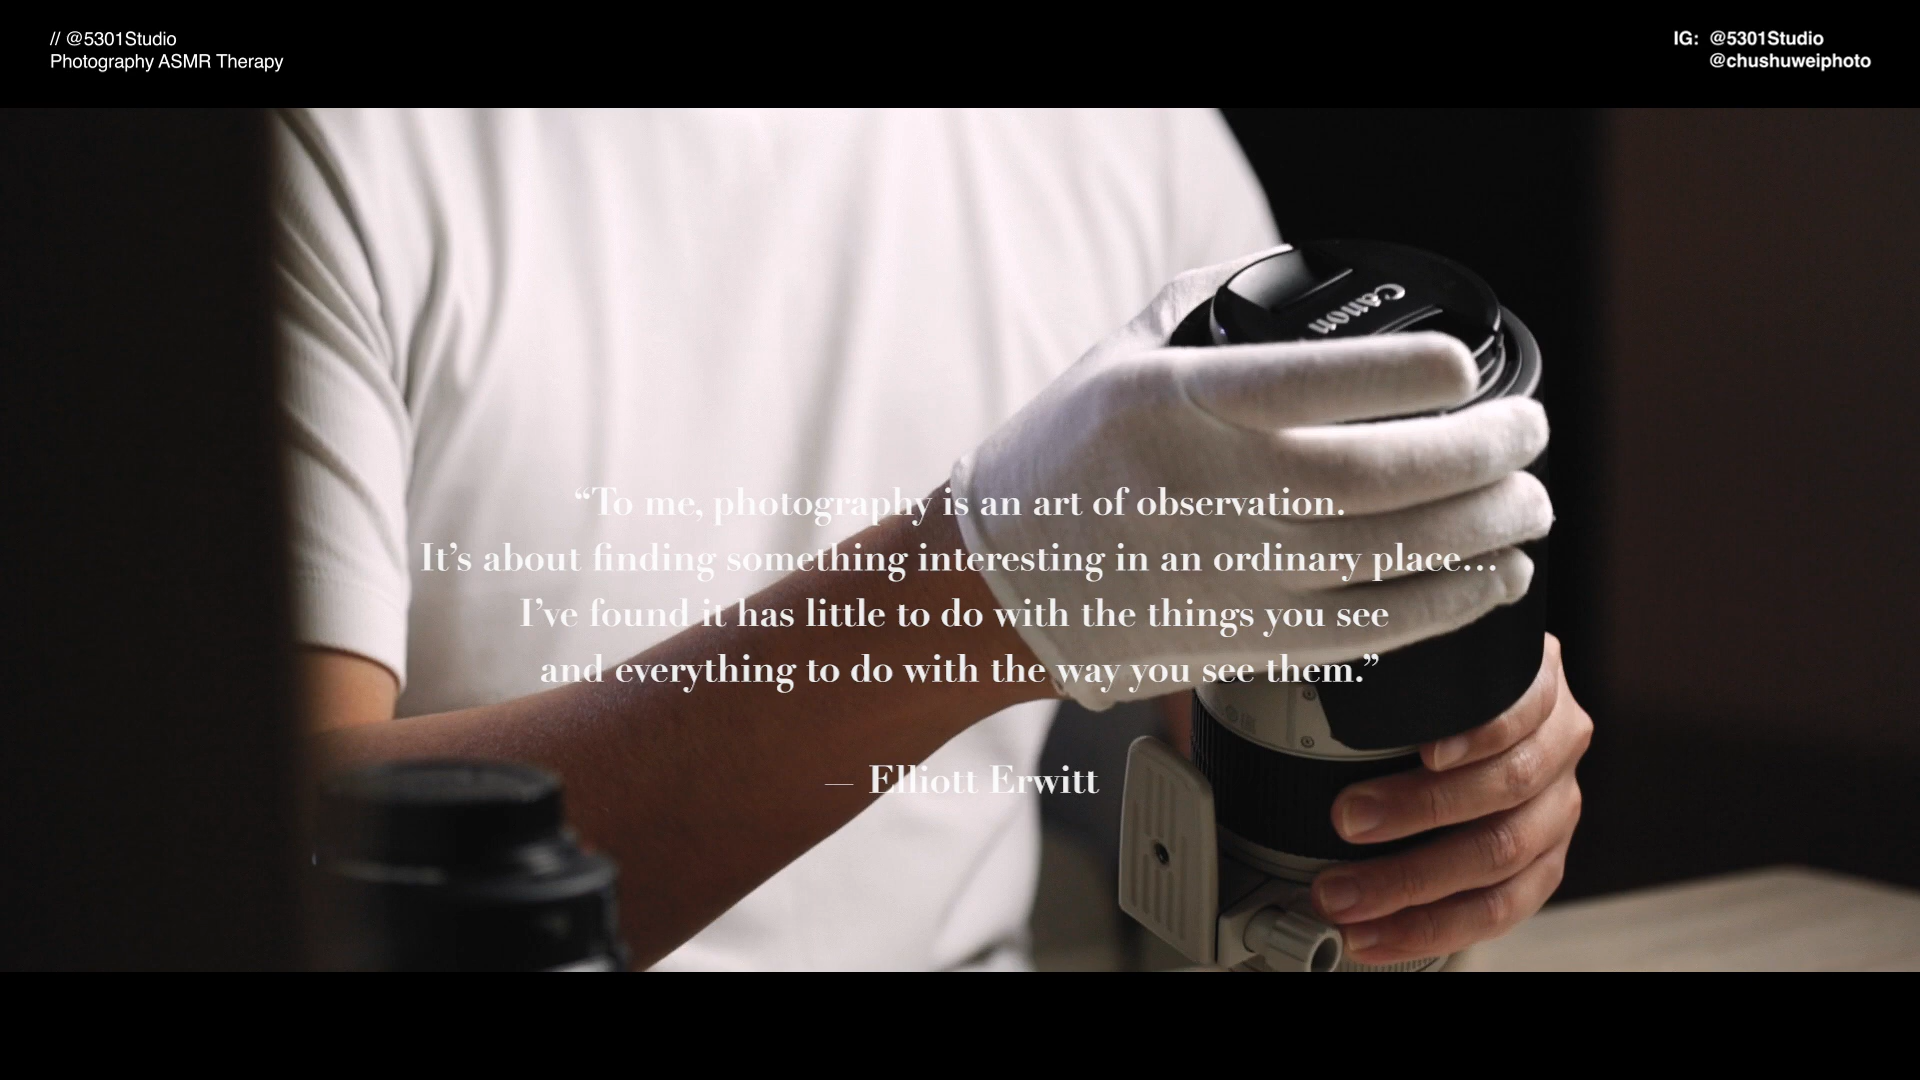 // @5301Studio
Photography ASMR Therapy
IG: @5301Studio
@chushuweiphoto
Canon
“To me, photography is an art of observation.
It’s about finding something interesting in an ordinary place…
I’ve found it has little to do with the things you see
and everything to do with the way you see them.”
— Elliott Erwitt